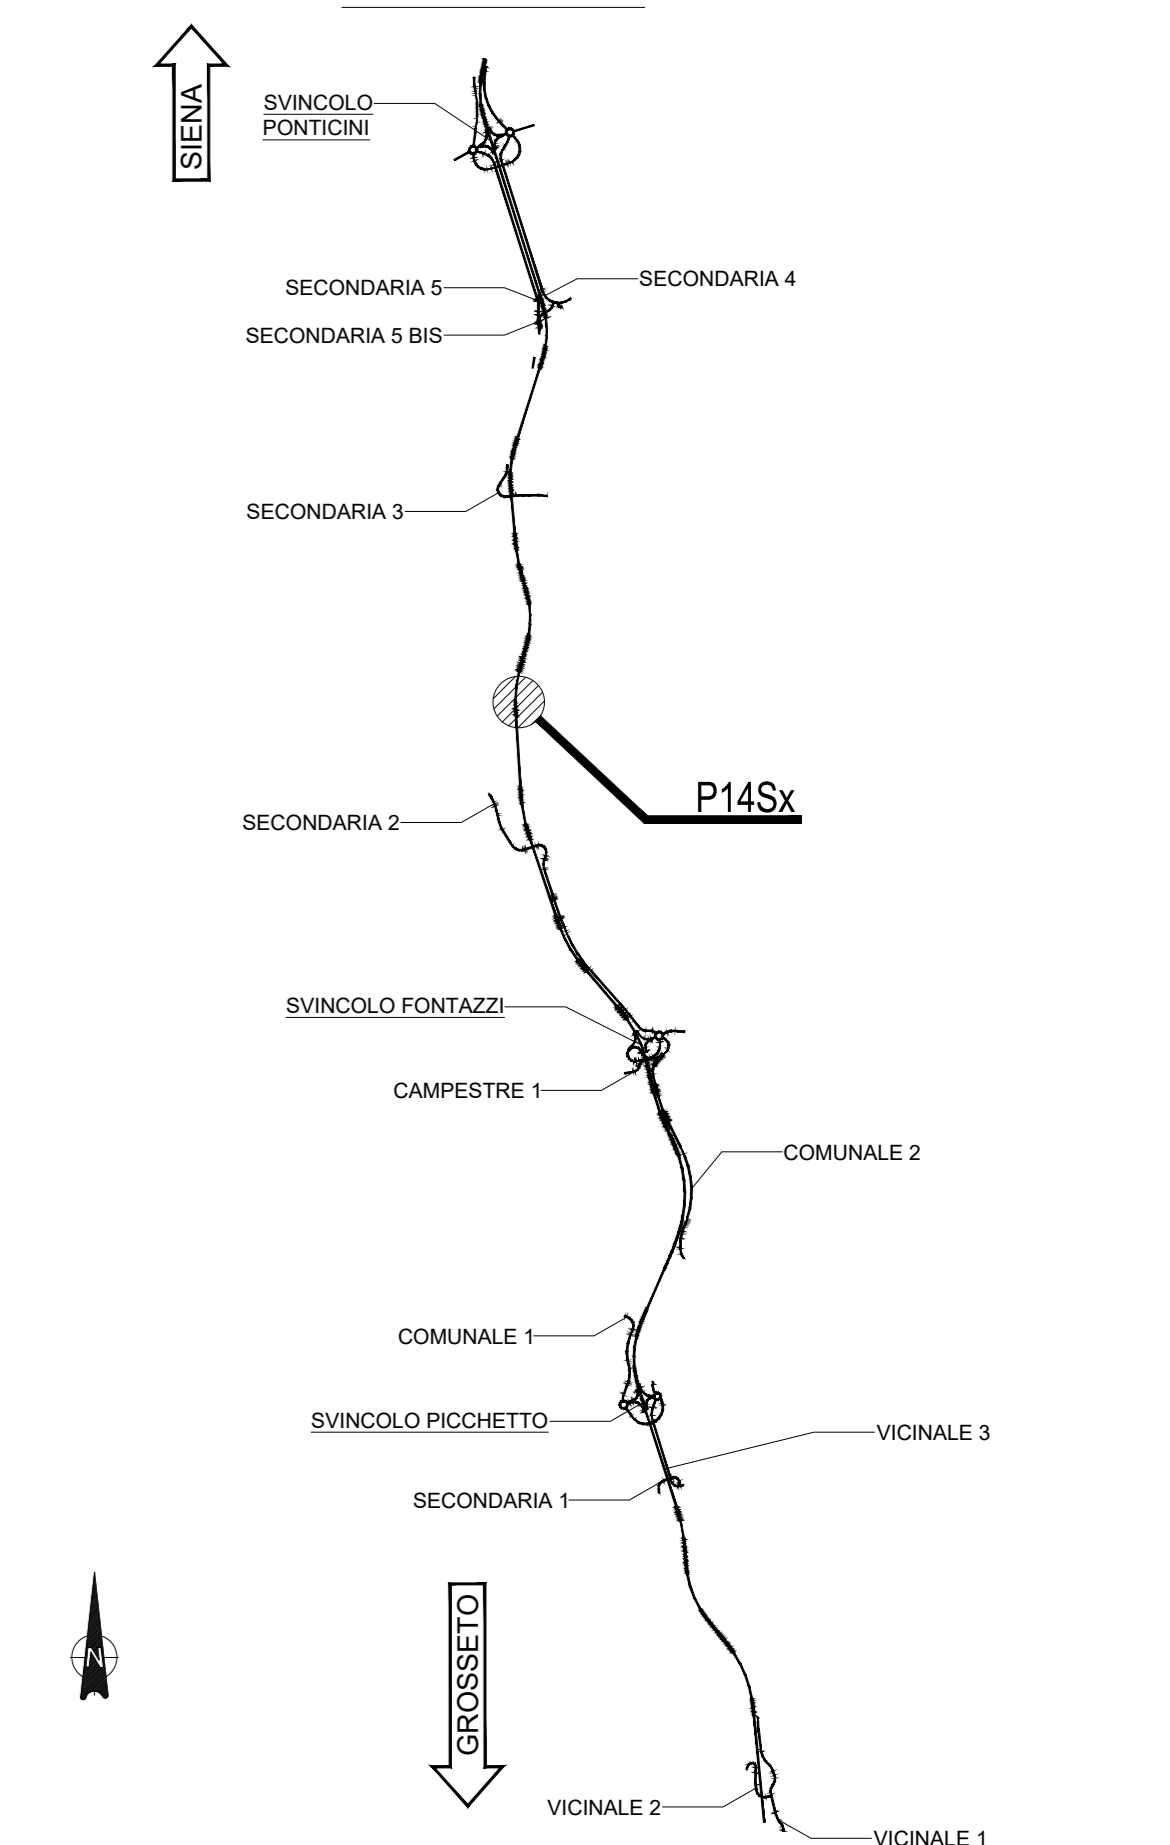 SIENA
SVINCOLO
PONTICINI
SECONDARIA 4
SECONDARIA 5
SECONDARIA 5 BIS
SECONDARIA 3
P14Sx
SECONDARIA 2
SVINCOLO FONTAZZI
CAMPESTRE 1
COMUNALE 2
COMUNALE 1
SVINCOLO PICCHETTO
VICINALE 3
SECONDARIA 1
GROSSETO
N
VICINALE 2
VICINALE 1